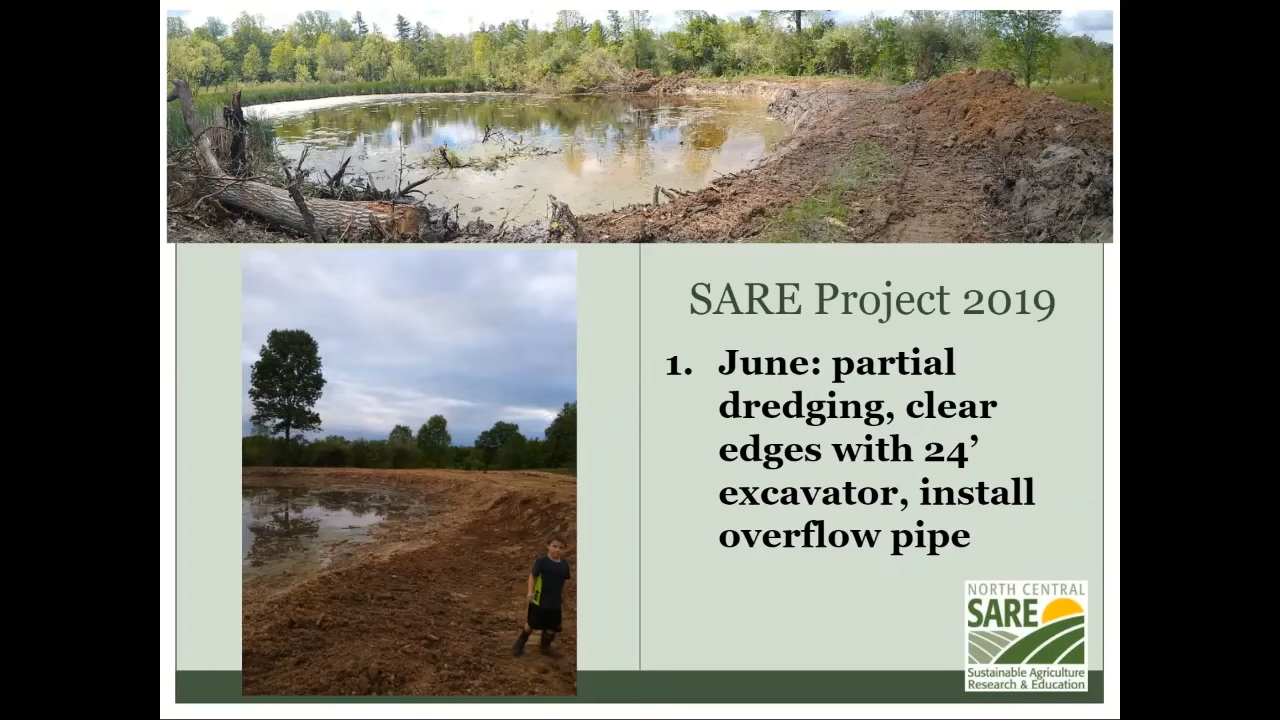 SARE Project 2019
1. June: partial
dredging, clear
edges with 24’
excavator, install
overflow pipe
NORTH CENTRAL
SARE
Sustainable Agriculture
Research & Education